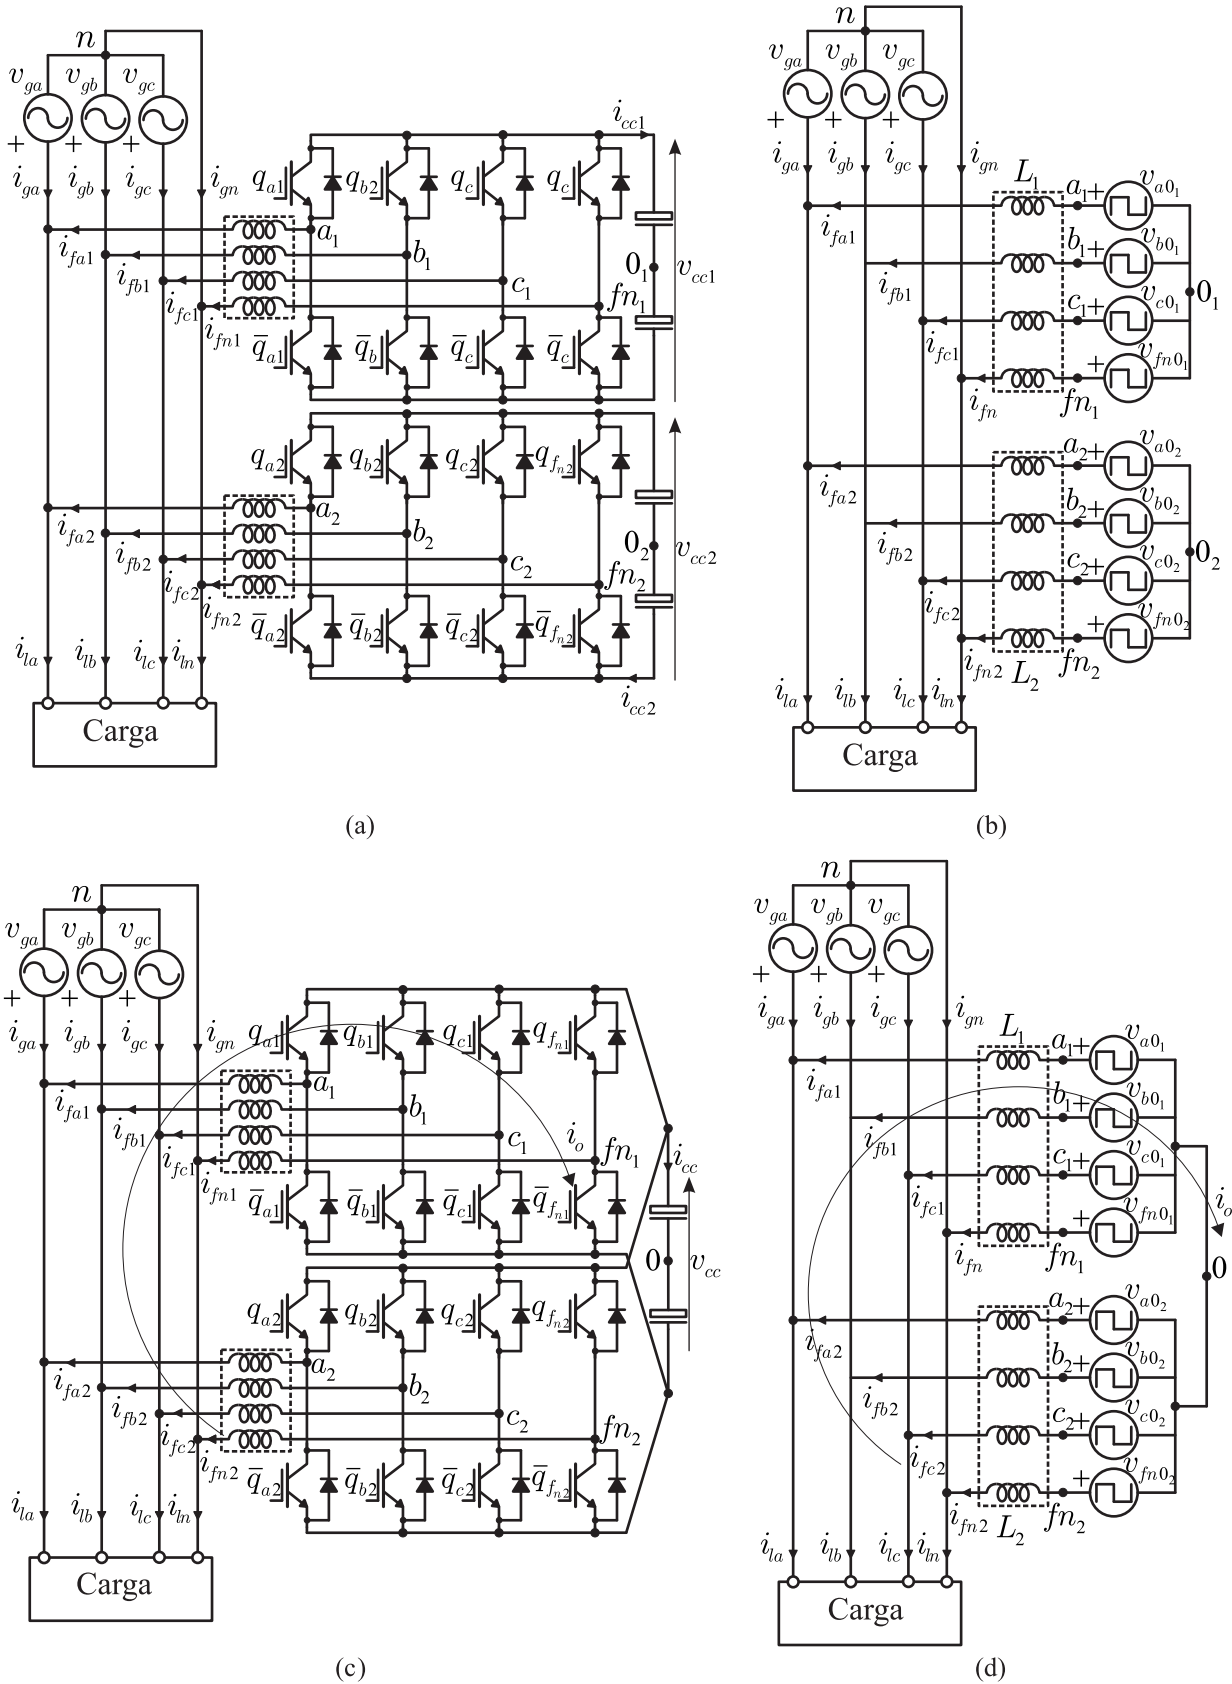 n
v_ga v_gb v_gc
+ + +
i_ga i_gb i_gc i_gn
i_cc1
q_a1 q_b2 q_c q_c
a_1
b_1
c_1
fn_1
i_fa1
i_fb1
i_fc1
i_fn1
0_1 v_cc1
q̅_a1 q̅_b q̅_c q̅_c
q_a2 q_b2 q_c2 q_fn2
a_2
b_2
c_2
fn_2
i_fa2
i_fb2
i_fc2
i_fn2
0_2 v_cc2
q̅_a2 q̅_b2 q̅_c2 q̅_fn2
i_cc2
i_la i_lb i_lc i_ln
Carga
(a)
n
v_ga v_gb v_gc
+ + +
i_ga i_gb i_gc i_gn
L_1
a_1+ v_a0_1
i_fa1
b_1+ v_b0_1
i_fb1
c_1+ v_c0_1
i_fc1
0_1
+ v_fn0_1
i_fn fn_1
a_2+ v_a0_2
i_fa2
b_2+ v_b0_2
i_fb2
c_2+ v_c0_2
i_fc2
0_2
+ v_fn0_2
i_fn2 L_2 fn_2
i_la i_lb i_lc i_ln
Carga
(b)
n
v_ga v_gb v_gc
+ + +
i_ga i_gb i_gc i_gn
q_a1 q_b1 q_c1 q_fn1
a_1
b_1
c_1
fn_1
i_fa1
i_fb1
i_fc1
i_fn1
i_o
i_cc
q̅_a1 q̅_b1 q̅_c1 q̅_fn1
0 v_cc
q_a2 q_b2 q_c2 q_fn2
a_2
b_2
c_2
fn_2
i_fa2
i_fb2
i_fc2
i_fn2
q̅_a2 q̅_b2 q̅_c2 q̅_fn2
i_la i_lb i_lc i_ln
Carga
(c)
n
v_ga v_gb v_gc
+ + +
i_ga i_gb i_gc i_gn
L_1
a_1+ v_a0_1
i_fa1
b_1+ v_b0_1
i_fb1
c_1+ v_c0_1
i_fc1
i_o
+ v_fn0_1
i_fn fn_1
0
a_2+ v_a0_2
i_fa2
b_2+ v_b0_2
i_fb2
c_2+ v_c0_2
i_fc2
+ v_fn0_2
i_fn2 L_2 fn_2
i_la i_lb i_lc i_ln
Carga
(d)